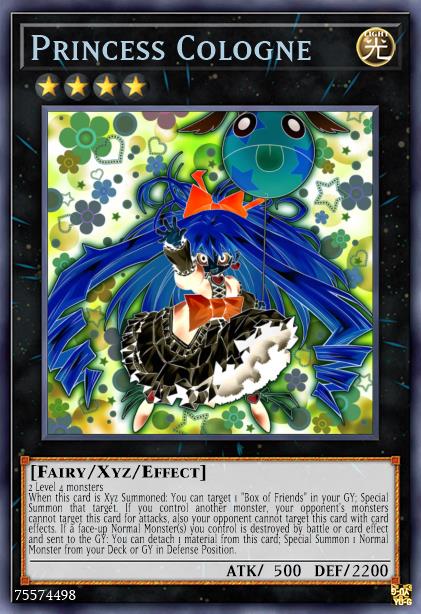 Princess Cologne
LIGHT
光
[Fairy/Xyz/Effect]
2 Level 4 monsters
When this card is Xyz Summoned: You can target 1 "Box of Friends" in your GY; Special
Summon that target. If you control another monster, your opponent's monsters
cannot target this card for attacks, also your opponent cannot target this card with card
effects. If a face-up Normal Monster(s) you control is destroyed by battle or card effect
and sent to the GY: You can detach 1 material from this card; Special Summon 1 Normal
Monster from your Deck or GY in Defense Position.
ATK/ 500 DEF/2200
75574498